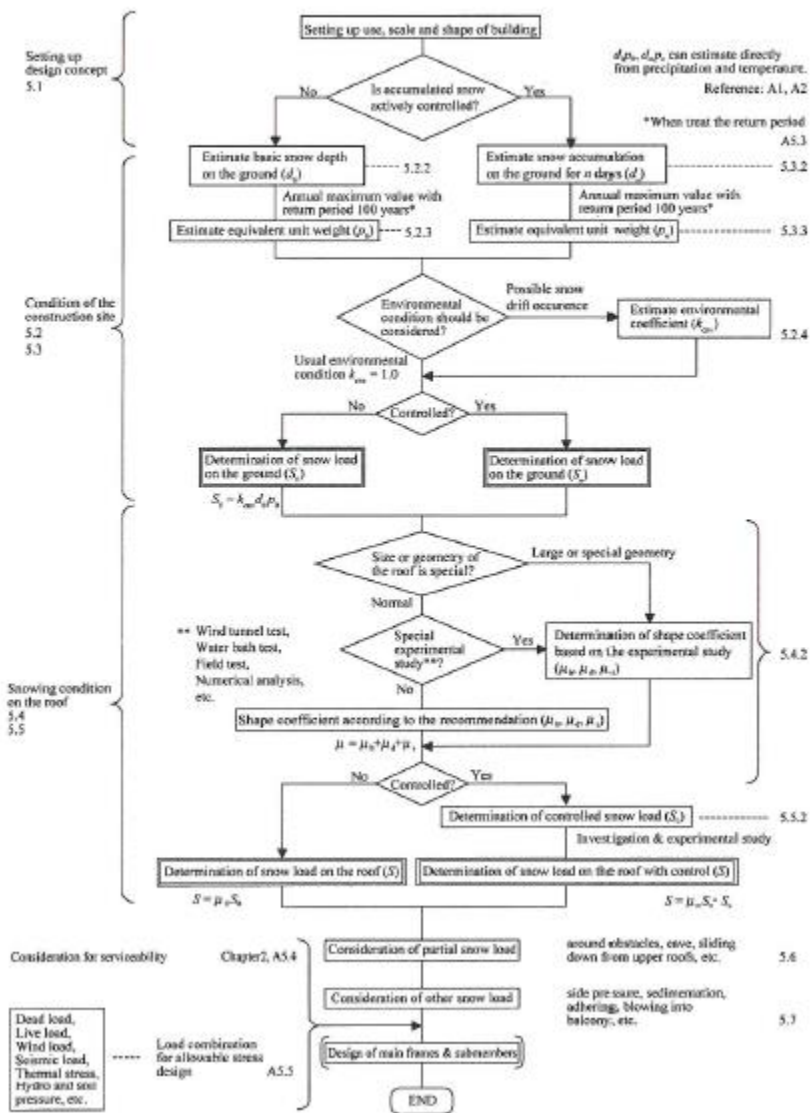 Setting up use, scale and shape of building
Setting up
design concept
5.1
d₀p₀, dₙpₙ can estimate directly
from precipitation and temperature.
Reference: A1, A2
Is accumulated snow
actively controlled?
No
Yes
*When treat the return period
A5.3
Estimate basic snow depth
on the ground (d₀)
5.2.2
Estimate snow accumulation
on the ground for n days (dₙ)
5.3.2
Annual maximum value with
return period 100 years*
Annual maximum value with
return period 100 years*
Estimate equivalent unit weight (p₀)
5.2.3
Estimate equivalent unit weight (pₙ)
5.3.3
Condition of the
construction site
5.2
5.3
Environmental
condition should be
considered?
Possible snow
drift occurence
Estimate environmental
coefficient (kenv)
5.2.4
Usual environmental
condition kenv = 1.0
No
Controlled?
Yes
Determination of snow load
on the ground (S₀)
Determination of snow load
on the ground (Sₙ)
S₀ = kenv d₀p₀
Size or geometry of
the roof is special?
Large or special geometry
Normal
** Wind tunnel test,
Water bath test,
Field test,
Numerical analysis,
etc.
Special
experimental
study**?
Yes
Determination of shape coefficient
based on the experimental study
(μb, μd, μs)
5.4.2
No
Snowing condition
on the roof
5.4
5.5
Shape coefficient according to the recommendation (μb, μd, μs)
μ = μb+μd+μs
No
Controlled?
Yes
Determination of controlled snow load (Sc)
5.5.2
Investigation & experimental study
Determination of snow load on the roof (S)
Determination of snow load on the roof with control (S)
S = μ₀S₀
S = μₙSₙ - Sc
Consideration for serviceability
Chapter2, A5.4
Consideration of partial snow load
around obstacles, eave, sliding
down from upper roofs, etc.
5.6
Consideration of other snow load
side pressure, sedimentation,
adhering, blowing into
balcony, etc.
5.7
Dead load,
Live load,
Wind load,
Seismic load,
Thermal stress,
Hydro and soil
pressure, etc.
Load combination
for allowable stress
design
A5.5
Design of main frames & submembers
END